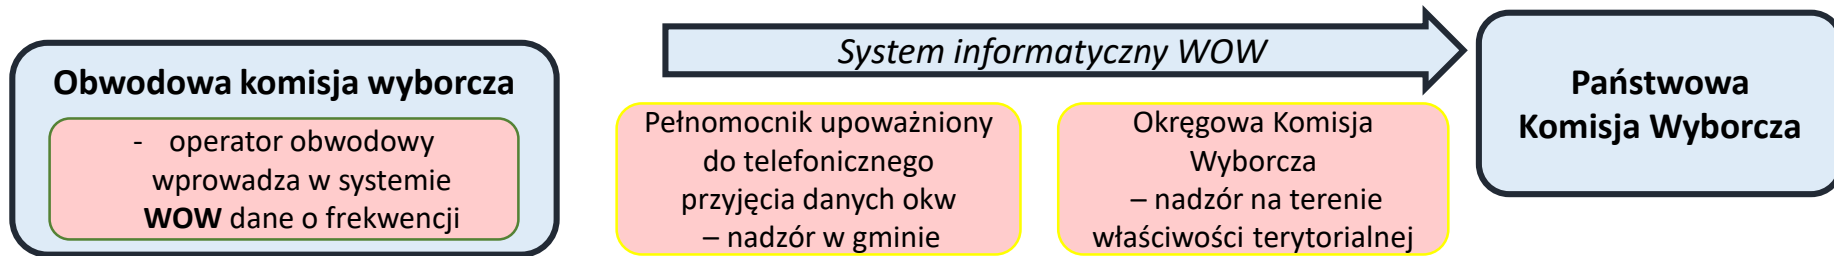 Obwodowa komisja wyborcza
- operator obwodowy
wprowadza w systemie
WOW dane o frekwencji
System informatyczny WOW
Pełnomocnik upoważniony
do telefonicznego
przyjęcia danych okw
– nadzór w gminie
Okręgowa Komisja
Wyborcza
– nadzór na terenie
właściwości terytorialnej
Państwowa
Komisja Wyborcza